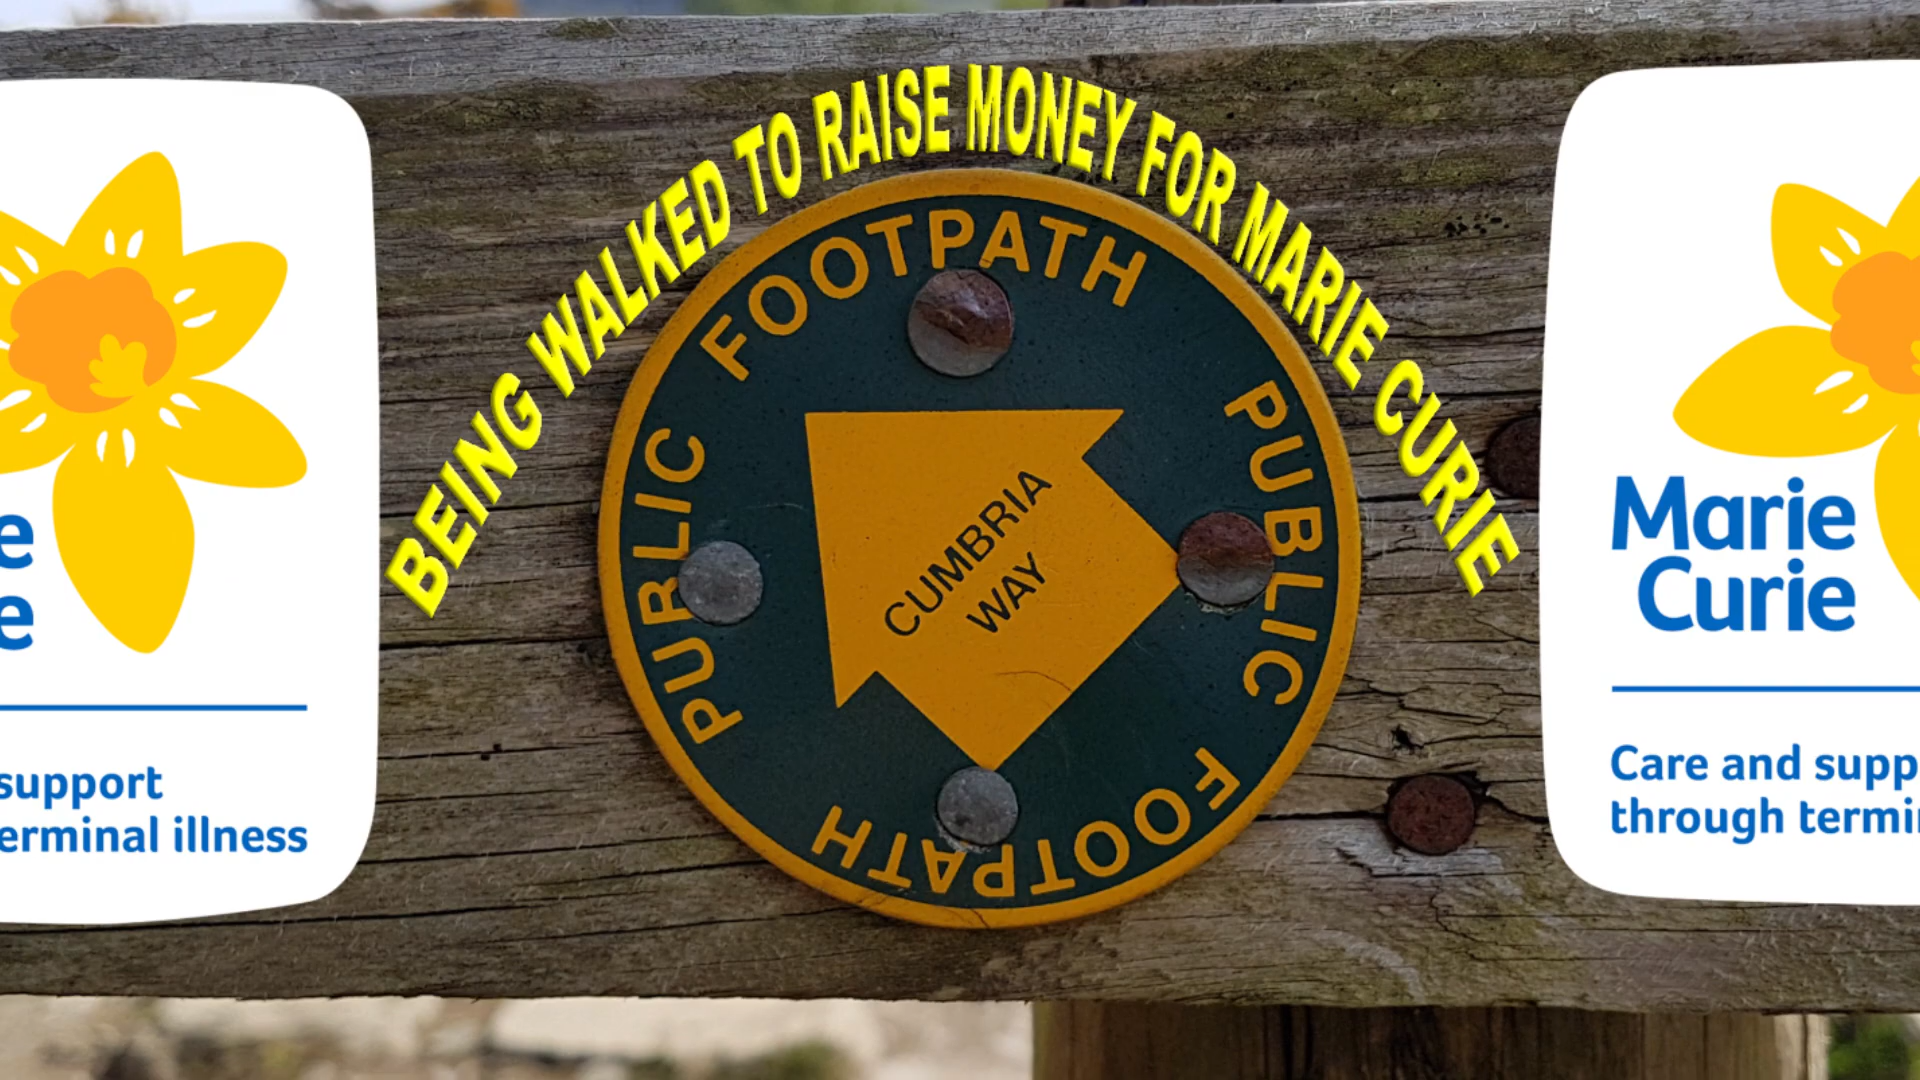 BEING WALKED TO RAISE MONEY FOR MARIE CURIE
PUBLIC FOOTPATH
PUBLIC FOOTPATH
CUMBRIA
WAY
e
e
support
erminal illness
Marie
Curie
Care and supp
through termi